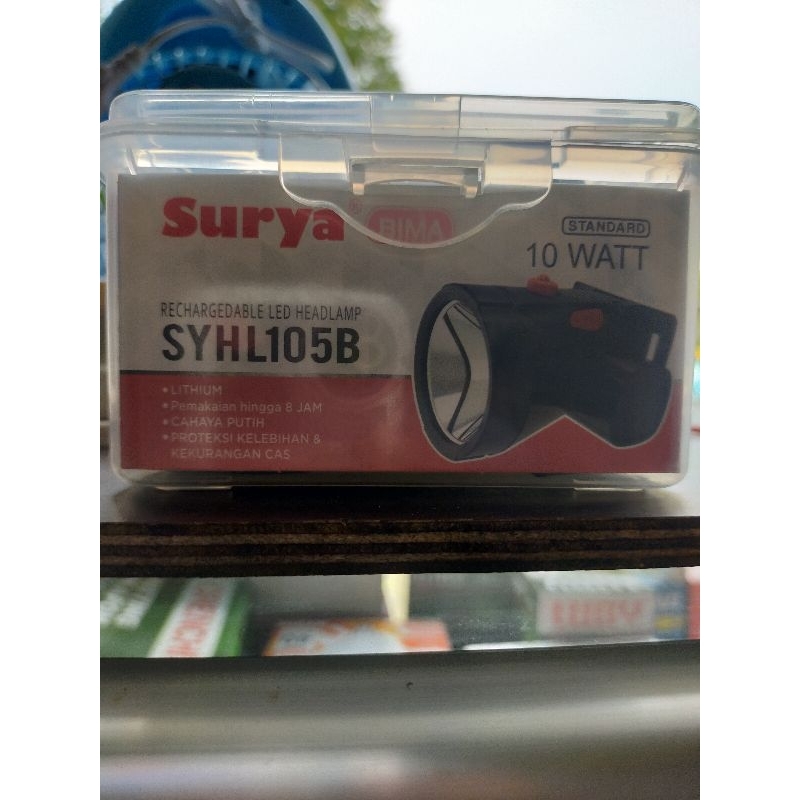 Surya® BIMA
STANDARD
10 WATT
RECHARGEDABLE LED HEADLAMP
SYHL105B
• LITHIUM
• Pemakaian hingga 8 JAM
• CAHAYA PUTIH
• PROTEKSI KELEBIHAN &
KEKURANGAN CAS